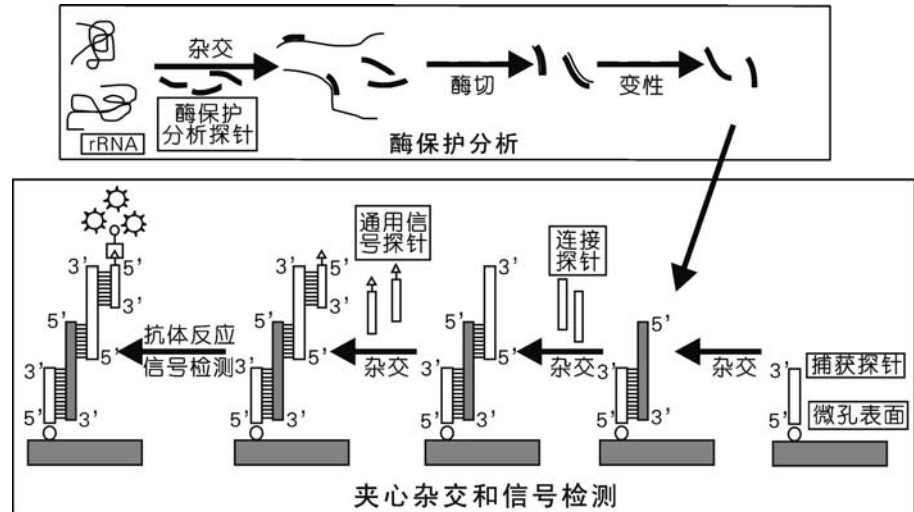 杂交
酶保护
分析探针
rRNA
酶切
变性
酶保护分析
3' 5'
3'
5'
5'
3'
5' 3'
抗体反应
信号检测
通用信
号探针
3' 5'
3'
5'
5'
3'
5' 3'
杂交
连接
探针
3'
5'
5'
3'
5' 3'
杂交
5'
3'
5' 3'
杂交
3'
5'
捕获探针
微孔表面
夹心杂交和信号检测